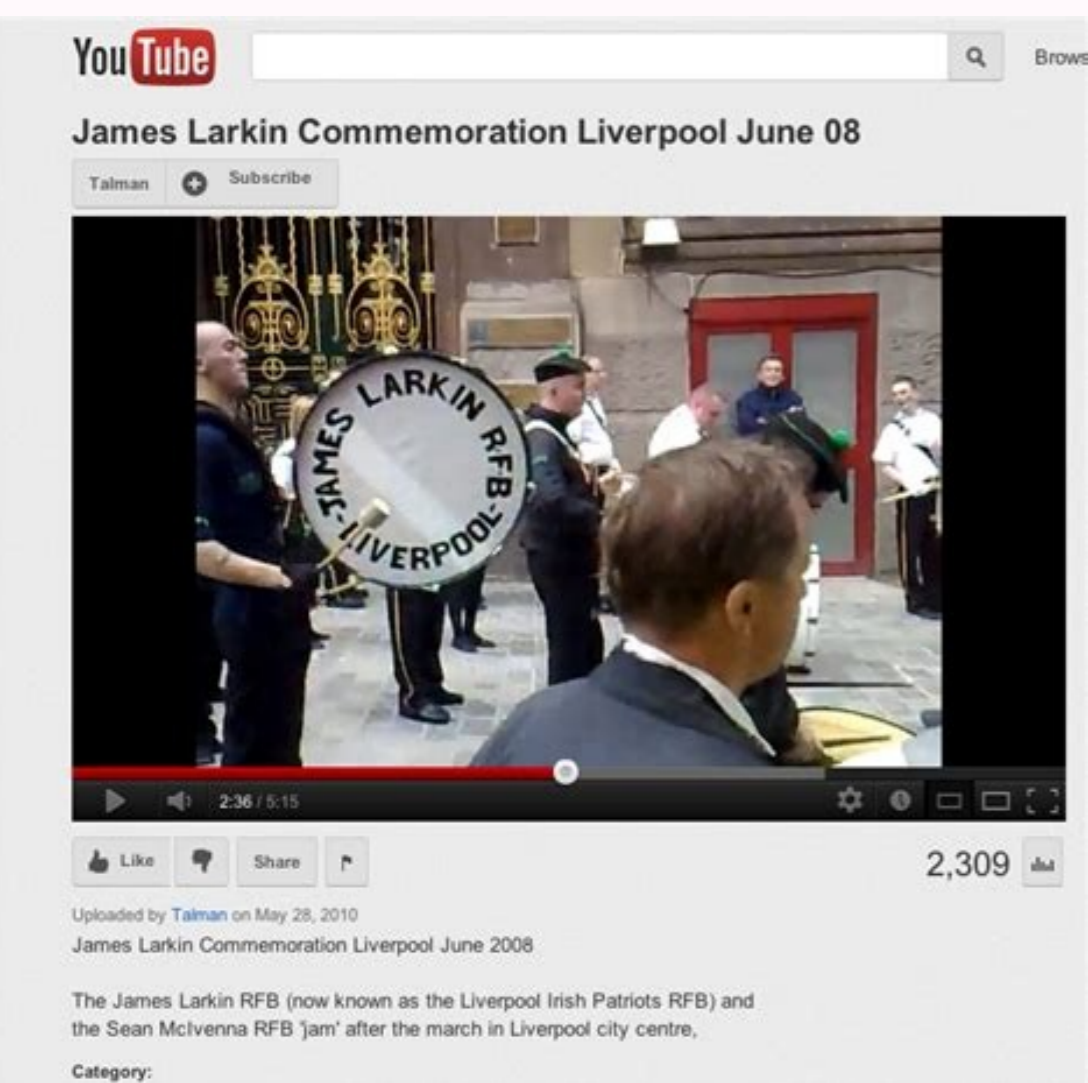 YouTube
Brows
James Larkin Commemoration Liverpool June 08
Talman
Subscribe
JAMES LARKIN RFB
-LIVERPOOL-
2:36 / 5:15
Like
Share
2,309
Uploaded by Talman on May 28, 2010
James Larkin Commemoration Liverpool June 2008
The James Larkin RFB (now known as the Liverpool Irish Patriots RFB) and
the Sean McIvenna RFB 'jam' after the march in Liverpool city centre,
Category: